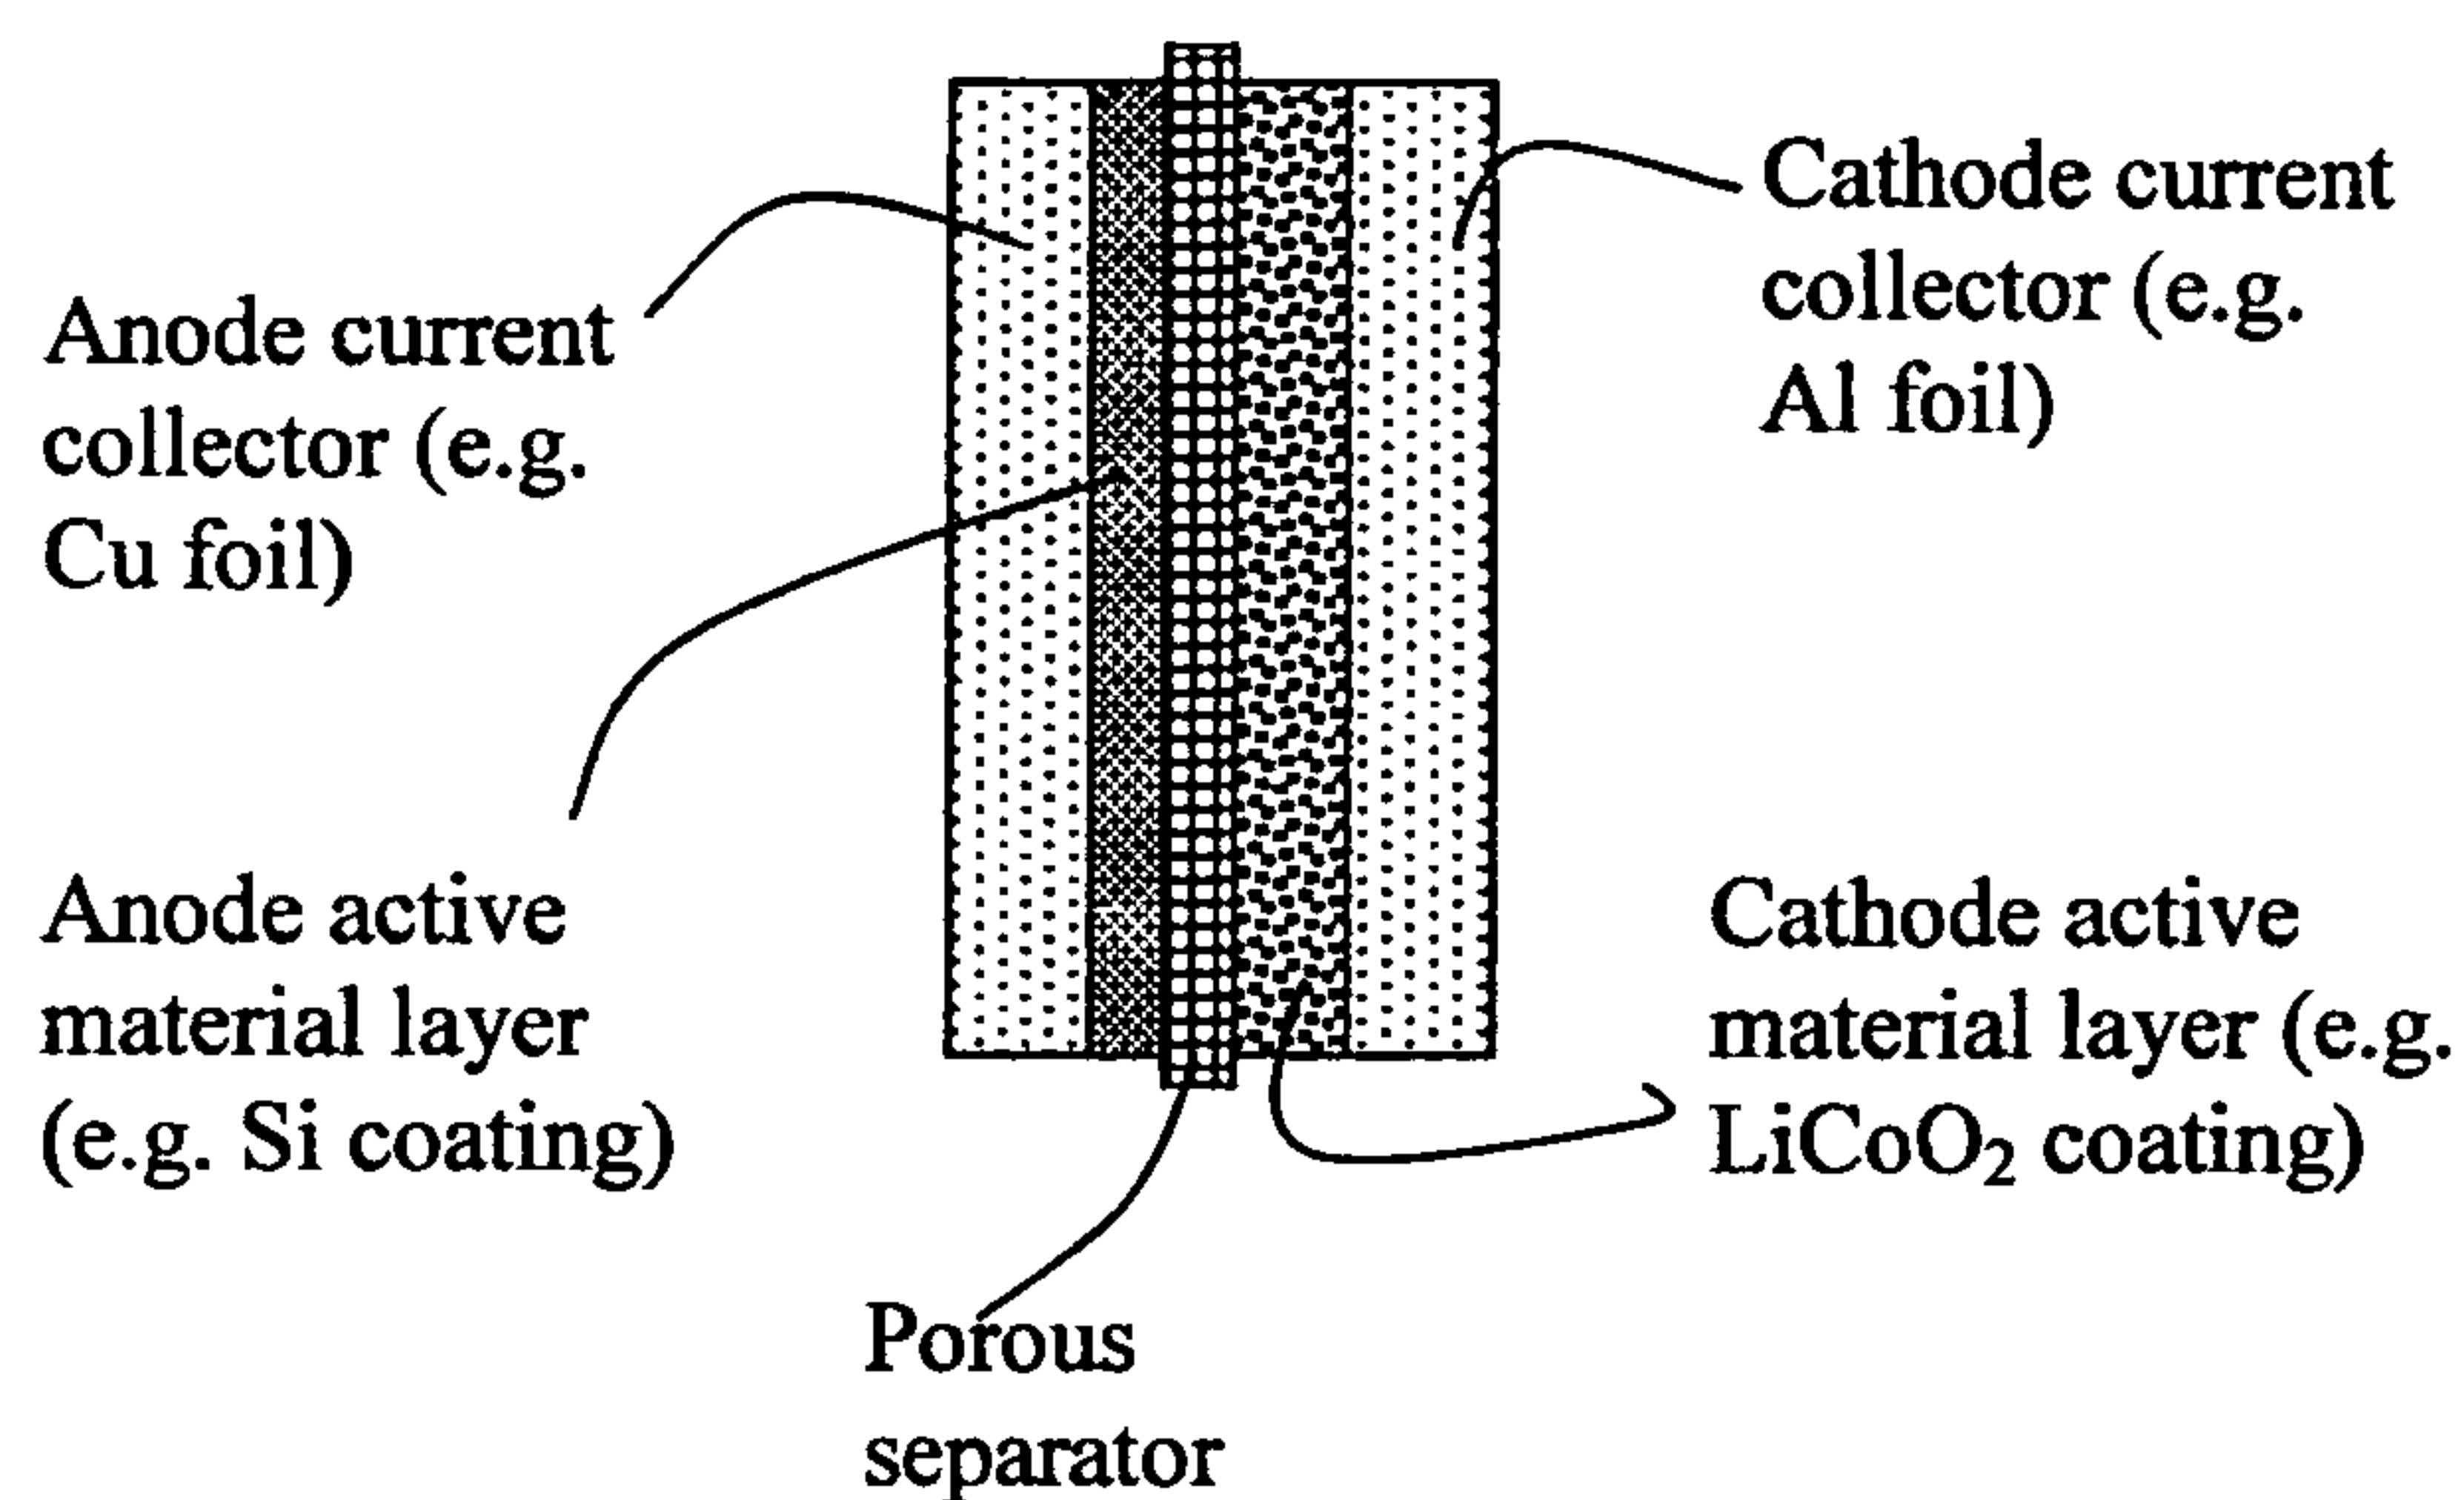 Anode current
collector (e.g.
Cu foil)
Anode active
material layer
(e.g. Si coating)
Porous
separator
Cathode current
collector (e.g.
Al foil)
Cathode active
material layer (e.g.
LiCoO₂ coating)